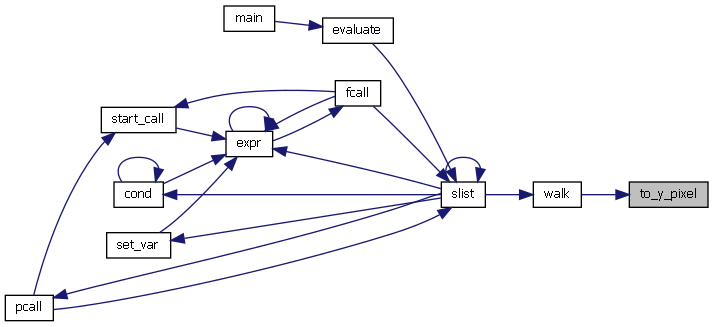 main
evaluate
fcall
start_call
expr
cond
slist
walk
to_y_pixel
set_var
pcall